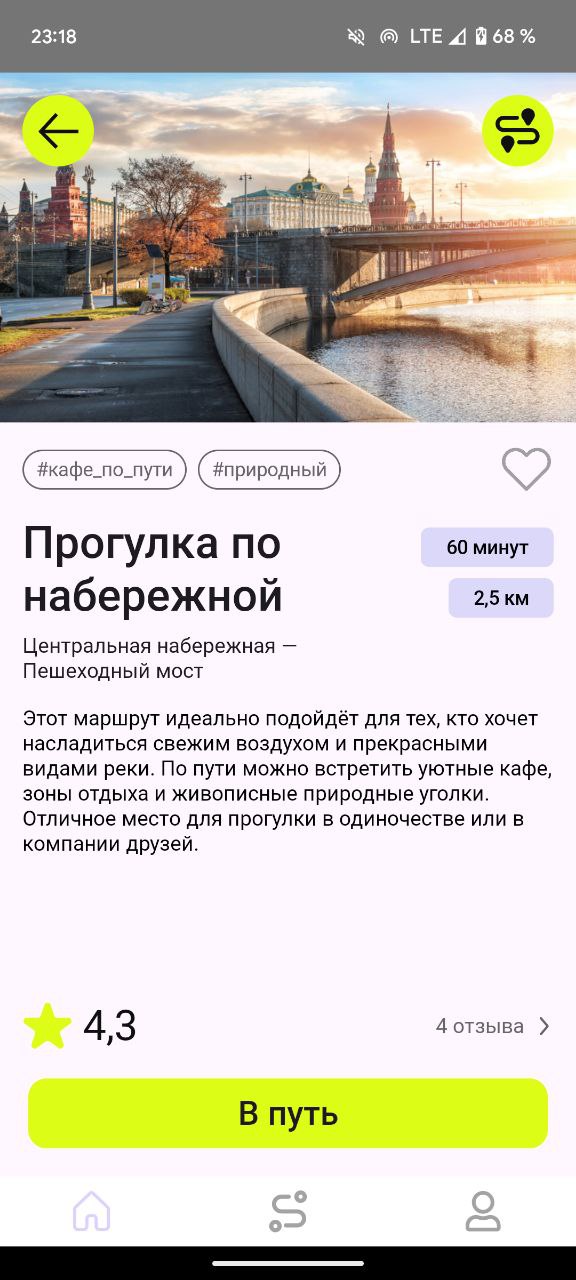 23:18
LTE 68 %
#кафе_по_пути #природный
Прогулка по
набережной
60 минут
2,5 км
Центральная набережная —
Пешеходный мост
Этот маршрут идеально подойдёт для тех, кто хочет
насладиться свежим воздухом и прекрасными
видами реки. По пути можно встретить уютные кафе,
зоны отдыха и живописные природные уголки.
Отличное место для прогулки в одиночестве или в
компании друзей.
4,3
4 отзыва
В путь